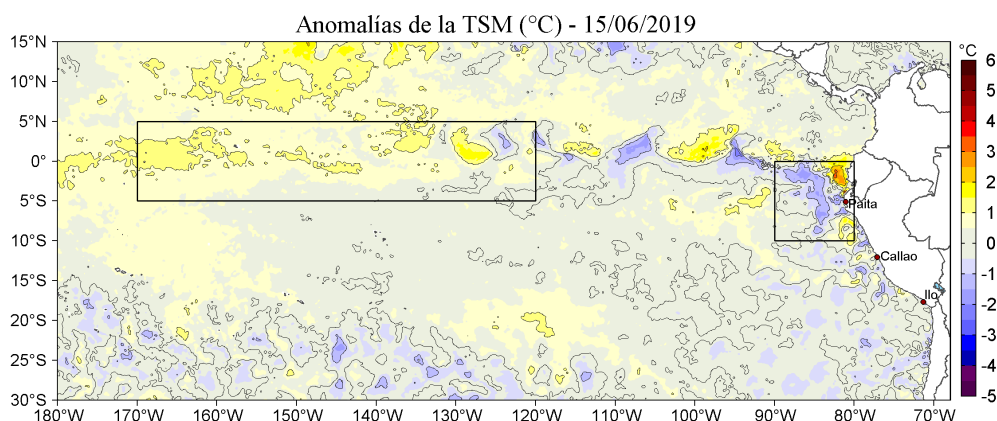 Anomalías de la TSM (°C) - 15/06/2019
15°N
10°N
5°N
0°
5°S
10°S
15°S
20°S
25°S
30°S
180°W
170°W
160°W
150°W
140°W
130°W
120°W
110°W
100°W
90°W
80°W
70°W
Paita
Callao
Ilo
°C
6
5
4
3
2
1
0
-1
-2
-3
-4
-5